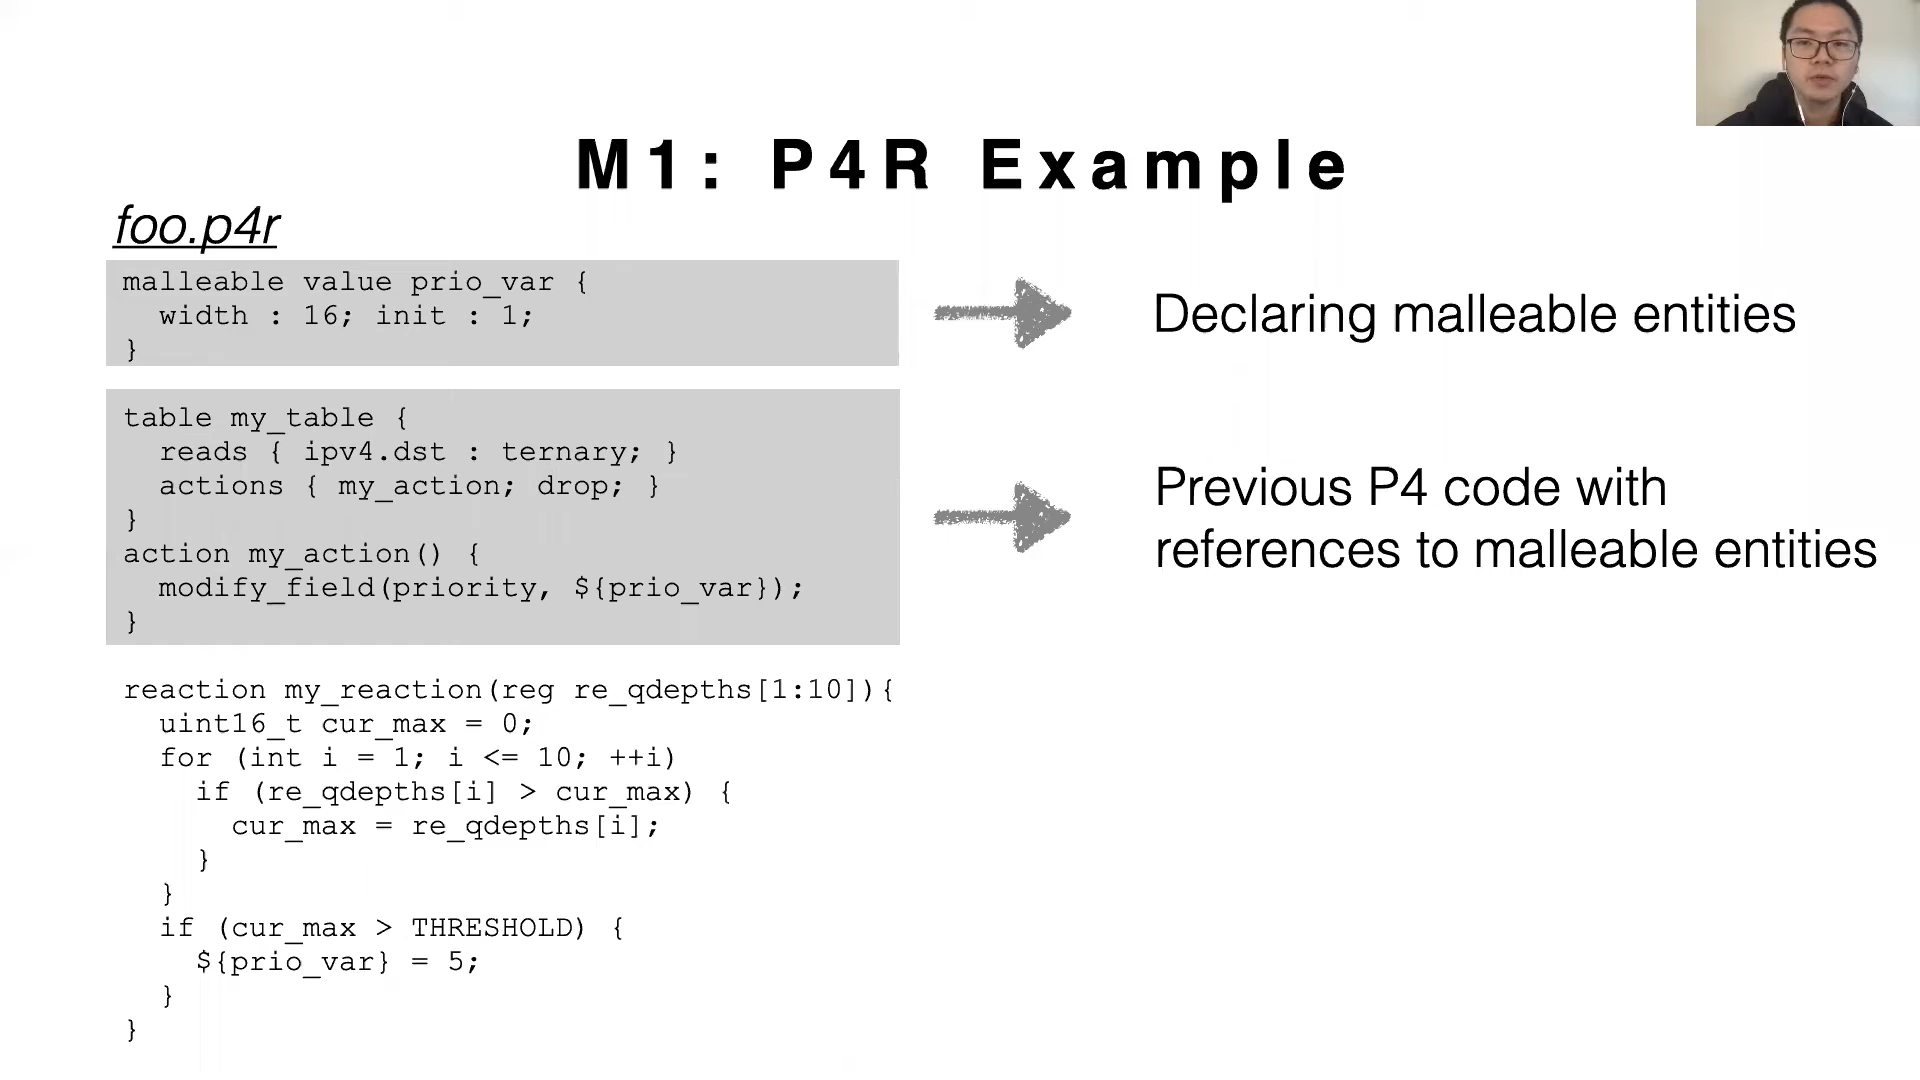 M1: P4R Example
foo.p4r
malleable value prio_var {
  width : 16; init : 1;
}
Declaring malleable entities
table my_table {
  reads { ipv4.dst : ternary; }
  actions { my_action; drop; }
}
action my_action() {
  modify_field(priority, ${prio_var});
}
Previous P4 code with
references to malleable entities
reaction my_reaction(reg re_qdepths[1:10]){
  uint16_t cur_max = 0;
  for (int i = 1; i <= 10; ++i)
    if (re_qdepths[i] > cur_max) {
      cur_max = re_qdepths[i];
    }
  }
  if (cur_max > THRESHOLD) {
    ${prio_var} = 5;
  }
}